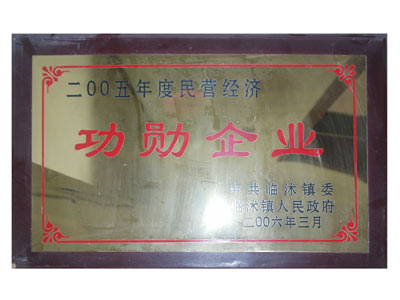 二00五年度民营经济
功勋企业
中共临沭镇委
临沭镇人民政府
二00六年三月